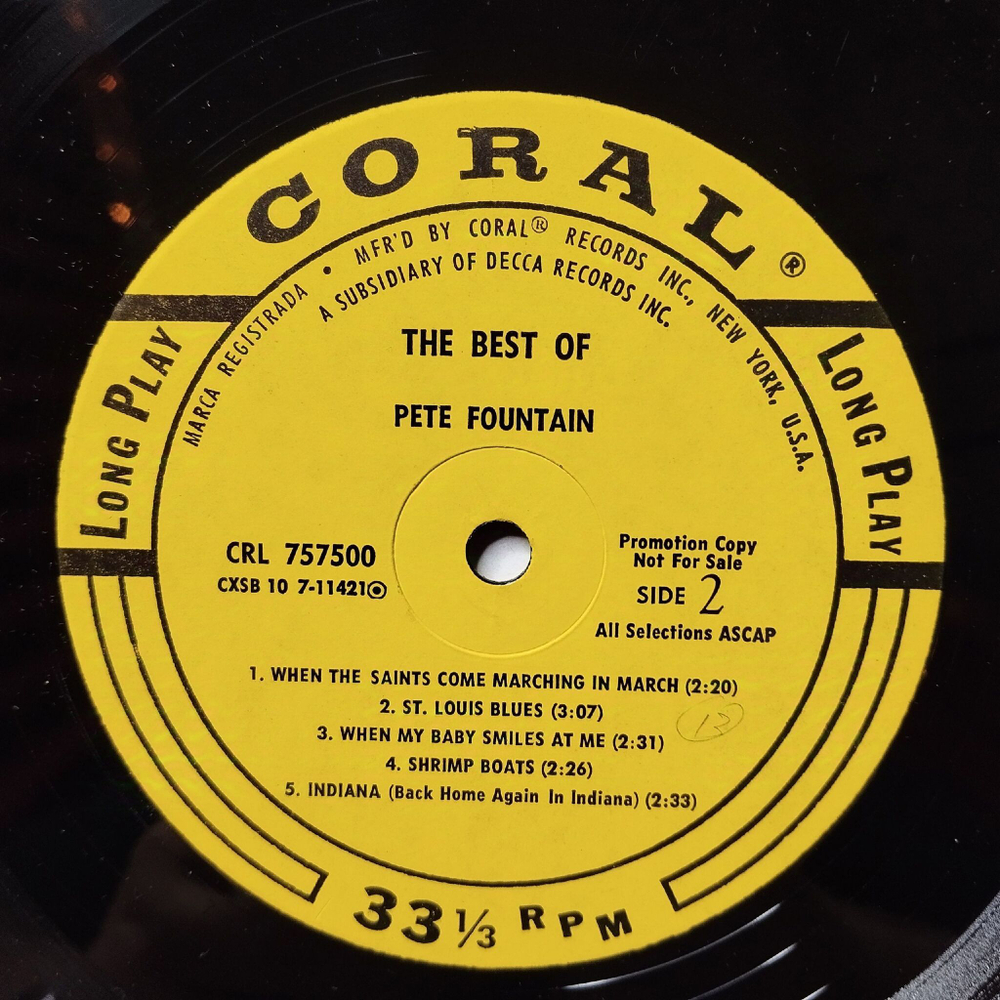 CORAL®
MARCA REGISTRADA • MFR'D BY CORAL® RECORDS INC., NEW YORK, U.S.A.
A SUBSIDIARY OF DECCA RECORDS INC.
LONG PLAY
LONG PLAY
THE BEST OF
PETE FOUNTAIN
CRL 757500
CXSB 10 7-11421
Promotion Copy
Not For Sale
SIDE 2
All Selections ASCAP
1. WHEN THE SAINTS COME MARCHING IN MARCH (2:20)
2. ST. LOUIS BLUES (3:07)
3. WHEN MY BABY SMILES AT ME (2:31)
4. SHRIMP BOATS (2:26)
5. INDIANA (Back Home Again In Indiana) (2:33)
33 1/3 RPM